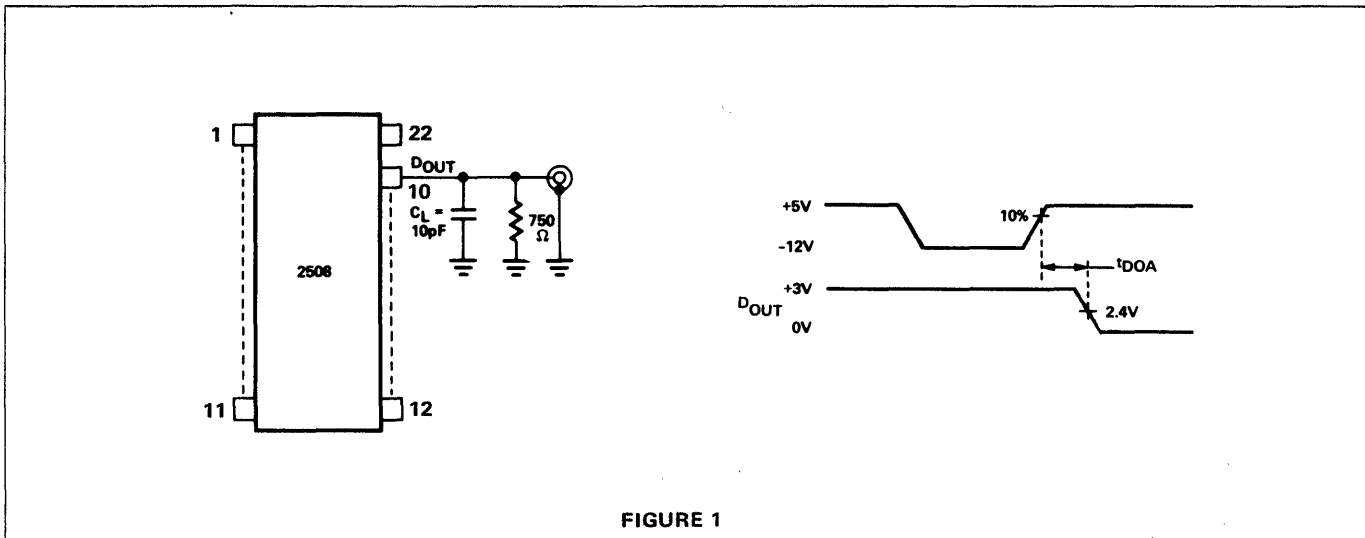 1
22
DOUT
10
CL =
10pF
750
Ω
2508
11
12
+5V
10%
-12V
tDOA
+3V
DOUT
2.4V
0V
FIGURE 1